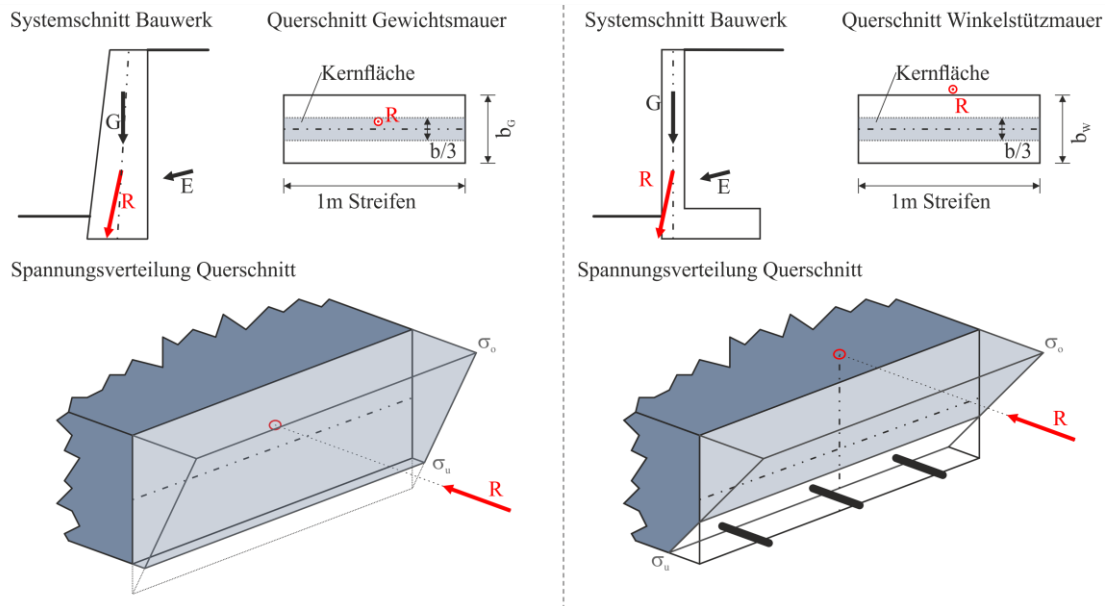 Systemschnitt Bauwerk
Querschnitt Gewichtsmauer
Kernfläche
G
R
b/3
b_G
E
R
1m Streifen
Spannungsverteilung Querschnitt
σ_o
σ_u
R
Systemschnitt Bauwerk
Querschnitt Winkelstützmauer
Kernfläche
G
R
b/3
b_W
E
R
1m Streifen
Spannungsverteilung Querschnitt
σ_o
R
σ_u